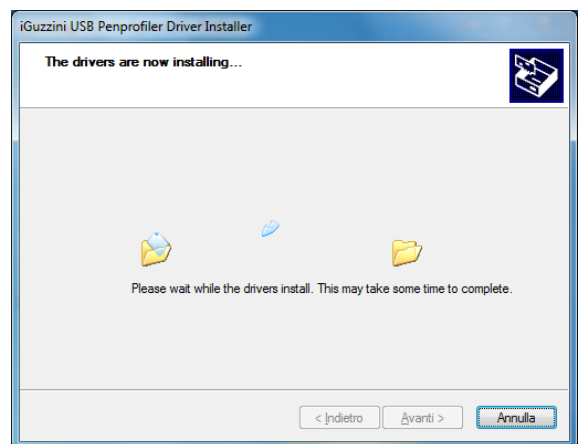 iGuzzini USB Penprofiler Driver Installer
The drivers are now installing...
Please wait while the drivers install. This may take some time to complete.
< Indietro Avanti > Annulla